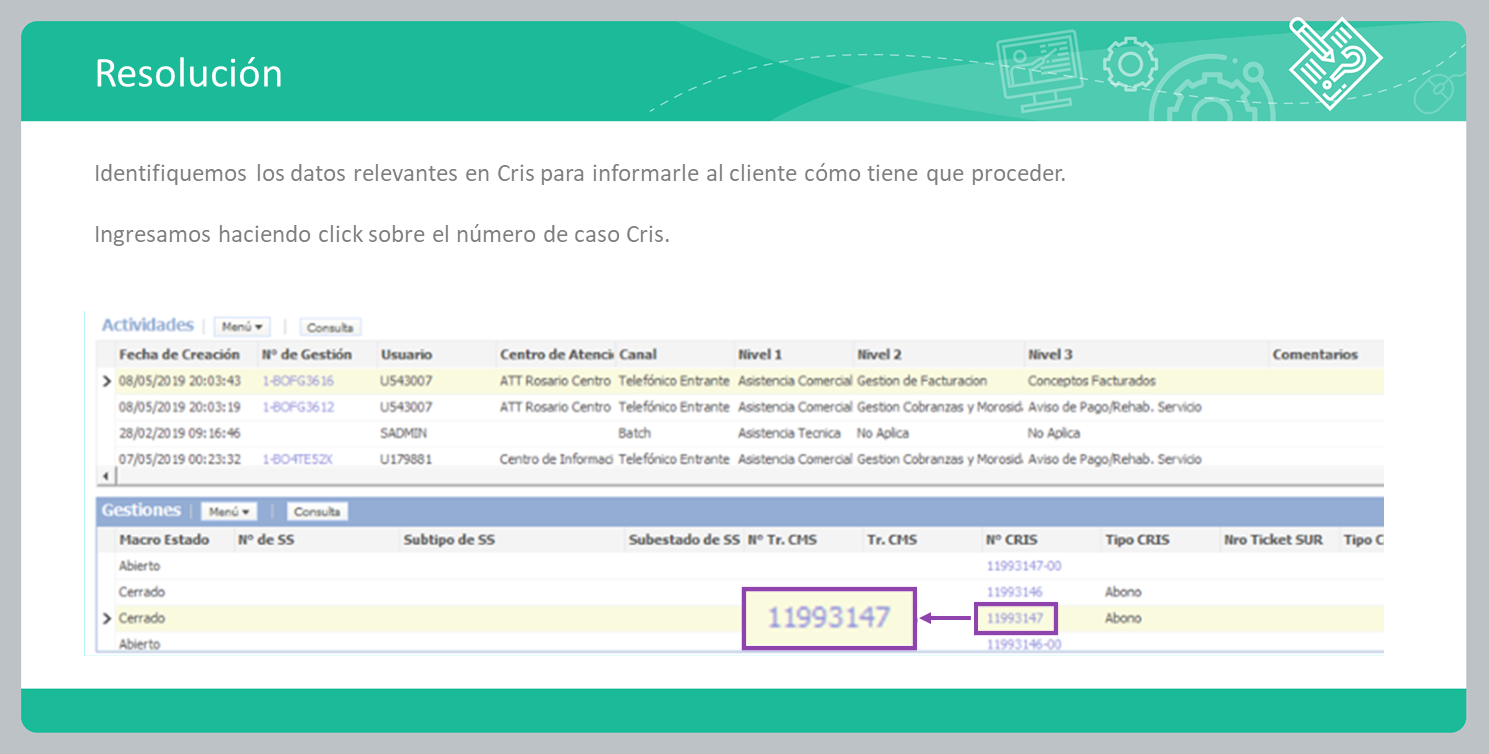 Resolución
Identifiquemos los datos relevantes en Cris para informarle al cliente cómo tiene que proceder.
Ingresamos haciendo click sobre el número de caso Cris.
Actividades | Menú | Consulta
Fecha de Creación Nº de Gestión Usuario Centro de Atenció Canal Nivel 1 Nivel 2 Nivel 3 Comentarios
08/05/2019 20:03:43 1-BOFG3616 U543007 ATT Rosario Centro Telefónico Entrante Asistencia Comercial Gestion de Facturacion Conceptos Facturados
08/05/2019 20:03:19 1-BOFG3612 U543007 ATT Rosario Centro Telefónico Entrante Asistencia Comercial Gestion Cobranzas y Morosid Aviso de Pago/Rehab. Servicio
28/02/2019 09:16:46 SADMIN Batch Asistencia Tecnica No Aplica No Aplica
07/05/2019 00:23:32 1-BO4TE5ZX U179881 Centro de Informaci Telefónico Entrante Asistencia Comercial Gestion Cobranzas y Morosid Aviso de Pago/Rehab. Servicio
Gestiones | Menú | Consulta
Macro Estado Nº de SS Subtipo de SS Subestado de SS Nº Tr. CMS Tr. CMS Nº CRIS Tipo CRIS Nro Ticket SUR Tipo C
Abierto 11993147-00
Cerrado 11993146 Abono
Cerrado 11993147 11993147 Abono
Abierto 11993146-00